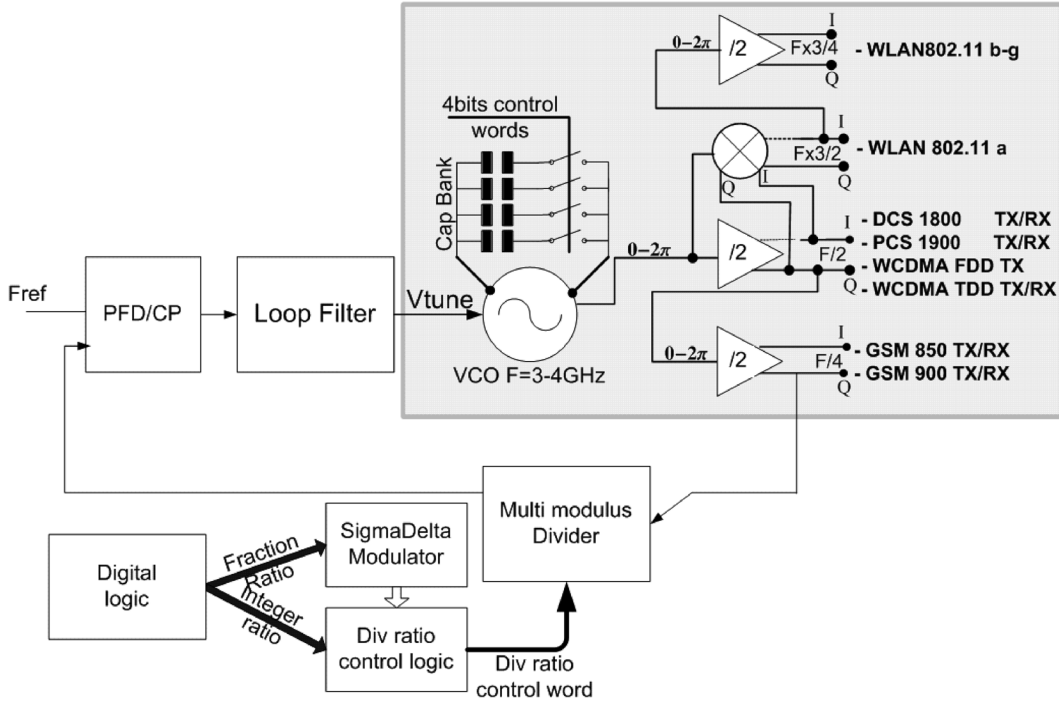 I
0-2π
/2
Fx3/4
- WLAN802.11 b-g
Q
4bits control
words
I
Fx3/2
- WLAN 802.11 a
Q
I
Q
Cap Bank
I
- DCS 1800 TX/RX
- PCS 1900 TX/RX
0-2π
/2
F/2
- WCDMA FDD TX
Q
- WCDMA TDD TX/RX
Fref
PFD/CP
Loop Filter
Vtune
VCO F=3-4GHz
0-2π
/2
I
- GSM 850 TX/RX
F/4
- GSM 900 TX/RX
Q
Multi modulus
Divider
SigmaDelta
Modulator
Digital
logic
Fraction
Ratio
Integer
ratio
Div ratio
control logic
Div ratio
control word